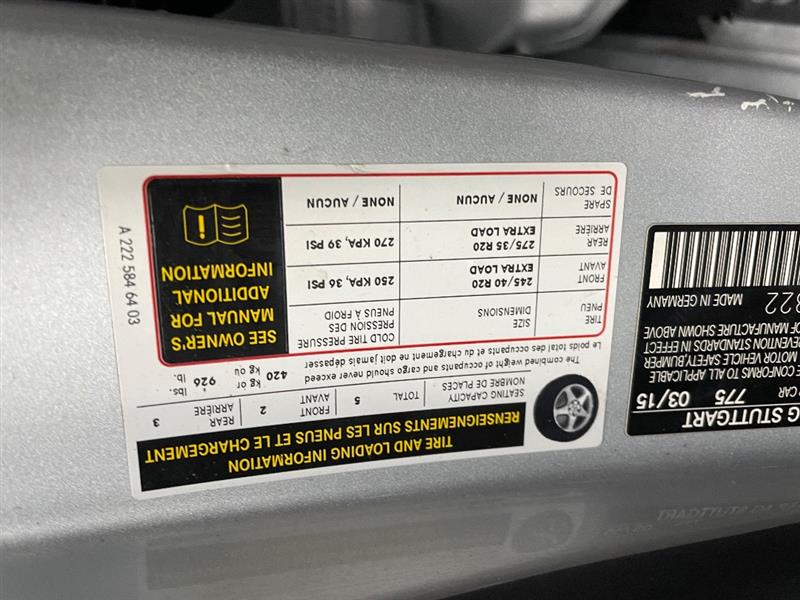 TIRE AND LOADING INFORMATION
RENSEIGNEMENTS SUR LES PNEUS ET LE CHARGEMENT
SEATING CAPACITY
NOMBRE DE PLACES
TOTAL
5
FRONT
AVANT
2
REAR
ARRIÈRE
3
The combined weight of occupants and cargo should never exceed
Le poids total des occupants et du chargement ne doit jamais dépasser
420 kg or kg ou 926 lbs. lb.
TIRE
PNEU
SIZE
DIMENSIONS
COLD TIRE PRESSURE
PRESSION DES
PNEUS À FROID
FRONT
AVANT
245/40 R20
EXTRA LOAD
250 KPA, 36 PSI
REAR
ARRIÈRE
275/35 R20
EXTRA LOAD
270 KPA, 39 PSI
SPARE
DE SECOURS
NONE / AUCUN
NONE / AUCUN
SEE OWNER'S
MANUAL FOR
ADDITIONAL
INFORMATION
A 222 584 64 03
G STUTTGART
CAR 775 03/15
CONFORMS TO ALL APPLICABLE
MOTOR VEHICLE SAFETY, BUMPER
STANDARDS IN EFFECT
OF MANUFACTURE SHOWN ABOVE
322 MADE IN GERMANY